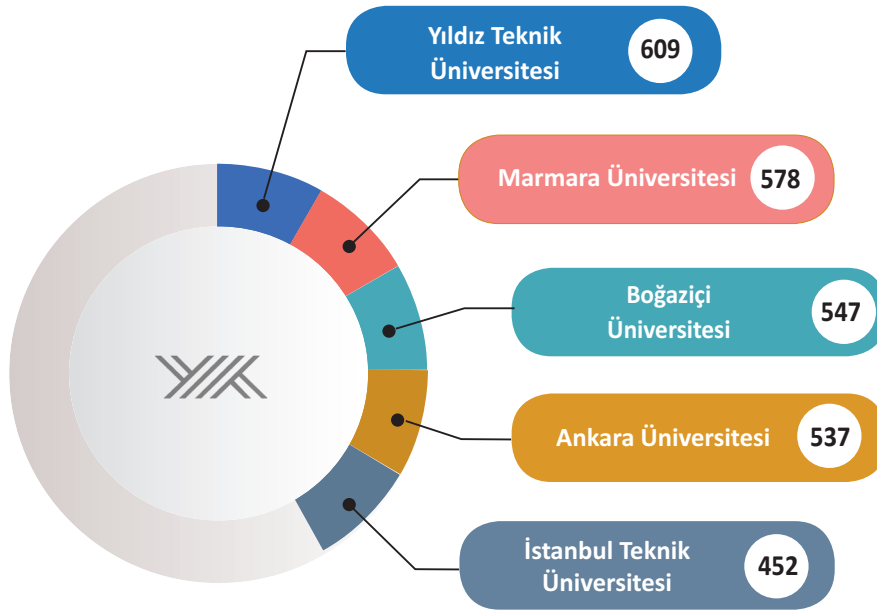 Yıldız Teknik
Üniversitesi
609
Marmara Üniversitesi
578
Boğaziçi
Üniversitesi
547
Ankara Üniversitesi
537
İstanbul Teknik
Üniversitesi
452